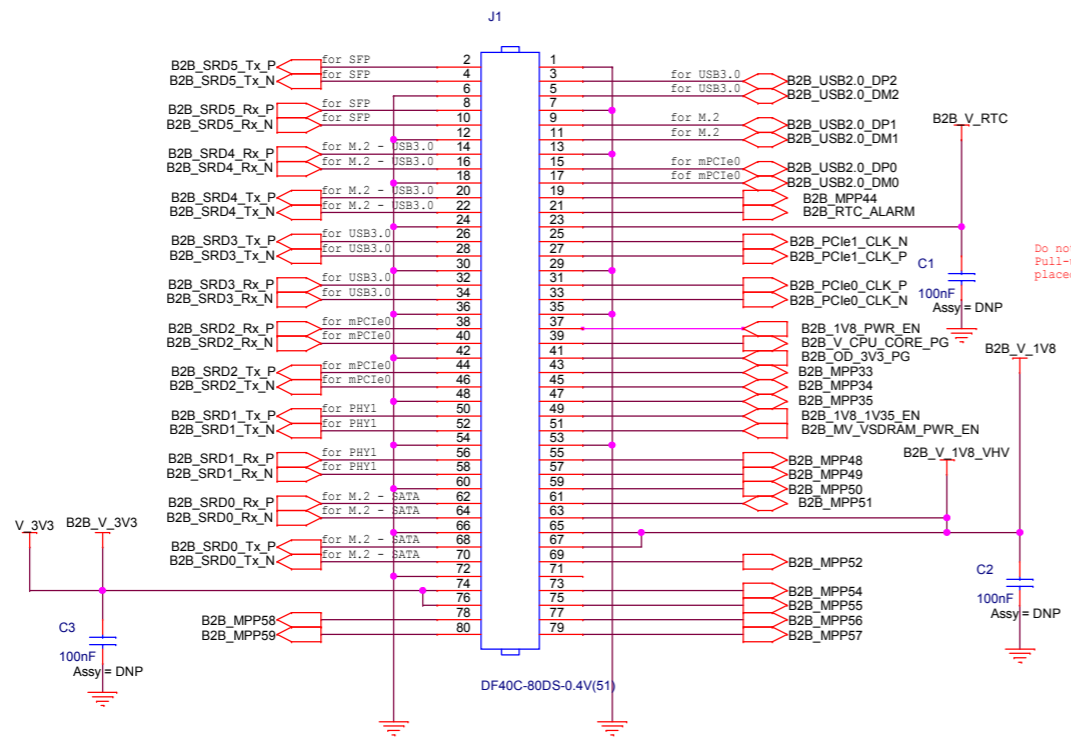 J1
B2B_SRD5_Tx_P for SFP 2
B2B_SRD5_Tx_N for SFP 4
6
B2B_SRD5_Rx_P for SFP 8
B2B_SRD5_Rx_N for SFP 10
12
B2B_SRD4_Rx_P for M.2 - USB3.0 14
B2B_SRD4_Rx_N for M.2 - USB3.0 16
18
B2B_SRD4_Tx_P for M.2 - USB3.0 20
B2B_SRD4_Tx_N for M.2 - USB3.0 22
24
B2B_SRD3_Tx_P for USB3.0 26
B2B_SRD3_Tx_N for USB3.0 28
30
B2B_SRD3_Rx_P for USB3.0 32
B2B_SRD3_Rx_N for USB3.0 34
36
B2B_SRD2_Rx_P for mPCIe0 38
B2B_SRD2_Rx_N for mPCIe0 40
42
B2B_SRD2_Tx_P for mPCIe0 44
B2B_SRD2_Tx_N for mPCIe0 46
48
B2B_SRD1_Tx_P for PHY1 50
B2B_SRD1_Tx_N for PHY1 52
54
B2B_SRD1_Rx_P for PHY1 56
B2B_SRD1_Rx_N for PHY1 58
60
B2B_SRD0_Rx_P for M.2 - SATA 62
B2B_SRD0_Rx_N for M.2 - SATA 64
66
B2B_SRD0_Tx_P for M.2 - SATA 68
B2B_SRD0_Tx_N for M.2 - SATA 70
72
74
76
B2B_MPP58 78
B2B_MPP59 80
V_3V3 B2B_V_3V3
C3
100nF
Assy = DNP
1
3 for USB3.0 B2B_USB2.0_DP2
5 for USB3.0 B2B_USB2.0_DM2
7
9 for M.2 B2B_USB2.0_DP1
11 for M.2 B2B_USB2.0_DM1
13
15 for mPCIe0 B2B_USB2.0_DP0
17 fof mPCIe0 B2B_USB2.0_DM0
19 B2B_MPP44
21 B2B_RTC_ALARM
23
25 B2B_PCIe1_CLK_N
27 B2B_PCIe1_CLK_P
29
31 B2B_PCIe0_CLK_P
33 B2B_PCIe0_CLK_N
35
37 B2B_1V8_PWR_EN
39 B2B_V_CPU_CORE_PG
41 B2B_OD_3V3_PG
43 B2B_MPP33
45 B2B_MPP34
47 B2B_MPP35
49 B2B_1V8_1V35_EN
51 B2B_MV_VSDRAM_PWR_EN
53
55 B2B_MPP48
57 B2B_MPP49
59 B2B_MPP50
61 B2B_MPP51
63
65
67
69 B2B_MPP52
71
73 B2B_MPP54
75 B2B_MPP55
77 B2B_MPP56
79 B2B_MPP57
DF40C-80DS-0.4V(51)
B2B_V_RTC
C1
100nF
Assy = DNP
Do
Pull-
B2B_V_1V8
B2B_V_1V8_VHV
C2
100nF
Assy = DNP